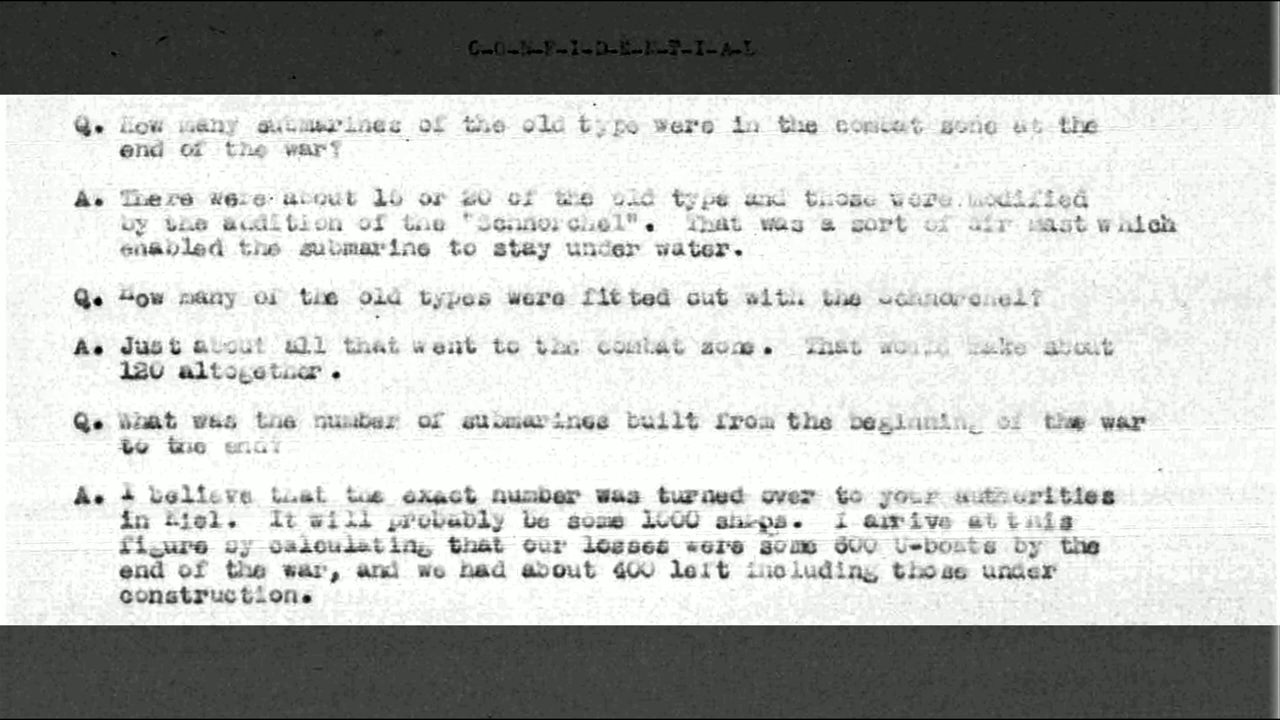 C-O-N-F-I-D-E-N-T-I-A-L
Q. How many submarines of the old type were in the combat zone at the
end of the war?
A. There were about 15 or 20 of the old type and those were modified
by the addition of the "Schnorchel". That was a sort of air mast which
enabled the submarine to stay under water.
Q. How many of the old types were fitted out with the Schnorchel?
A. Just about all that went to the combat zone. That would make about
120 altogether.
Q. What was the number of submarines built from the beginning of the war
to the end?
A. I believe that the exact number was turned over to your authorities
in Kiel. It will probably be some 1000 ships. I arrive at this
figure by calculating that our losses were some 600 U-boats by the
end of the war, and we had about 400 left including those under
construction.